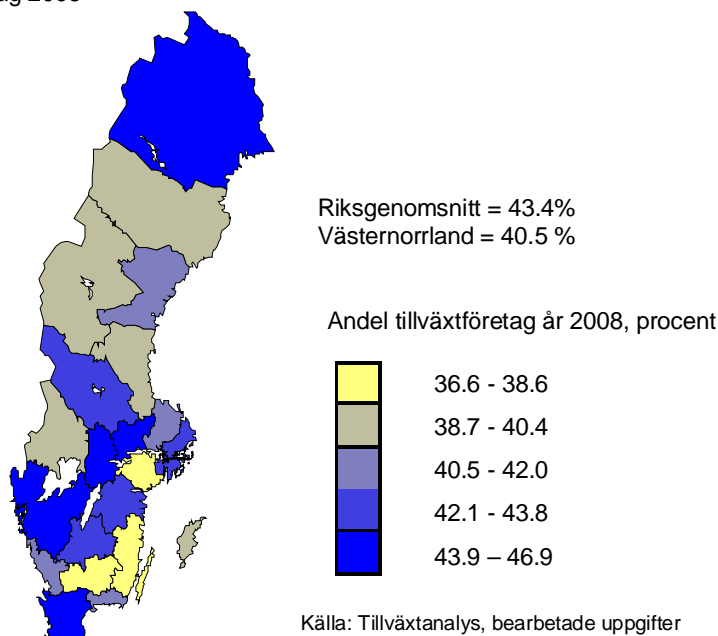 Riksgenomsnitt = 43.4%
Västernorrland = 40.5 %
Andel tillväxtföretag år 2008, procent
36.6 - 38.6
38.7 - 40.4
40.5 - 42.0
42.1 - 43.8
43.9 – 46.9
Källa: Tillväxtanalys, bearbetade uppgifter